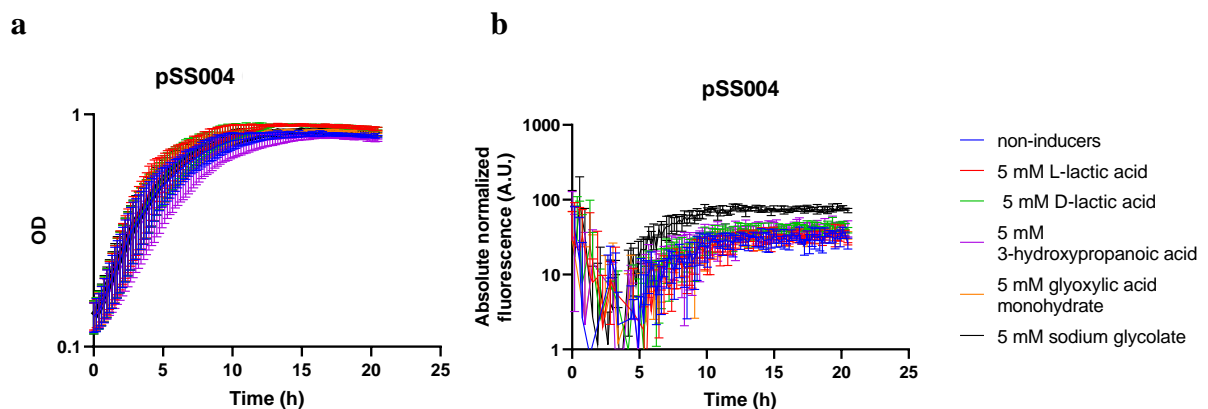 a
pSS004
OD
1
0.1
0
5
10
15
20
25
Time (h)
b
pSS004
Absolute normalized
fluorescence (A.U.)
1000
100
10
1
0
5
10
15
20
25
Time (h)
non-inducers
5 mM L-lactic acid
5 mM D-lactic acid
5 mM
3-hydroxypropanoic acid
5 mM glyoxylic acid
monohydrate
5 mM sodium glycolate